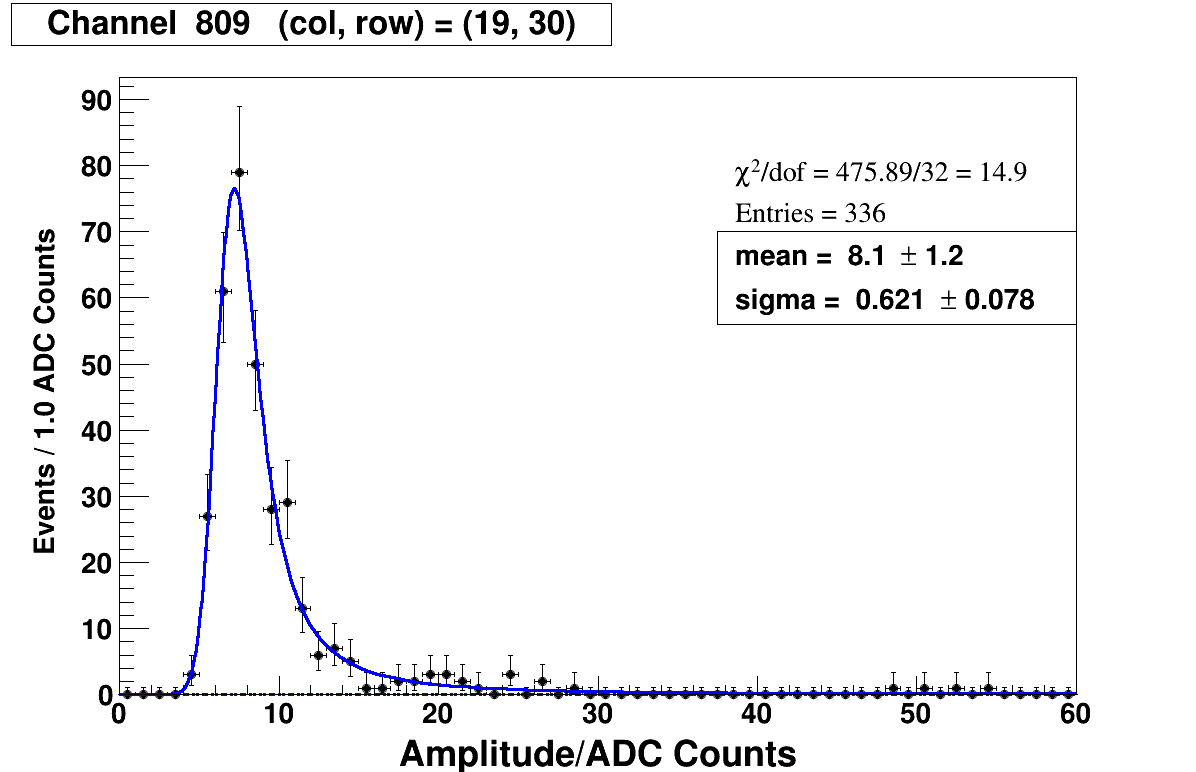 Channel 809 (col, row) = (19, 30)
χ²/dof = 475.89/32 = 14.9
Entries = 336
mean = 8.1 ± 1.2
sigma = 0.621 ± 0.078
Events / 1.0 ADC Counts
90
80
70
60
50
40
30
20
10
0
0 10 20 30 40 50 60
Amplitude/ADC Counts